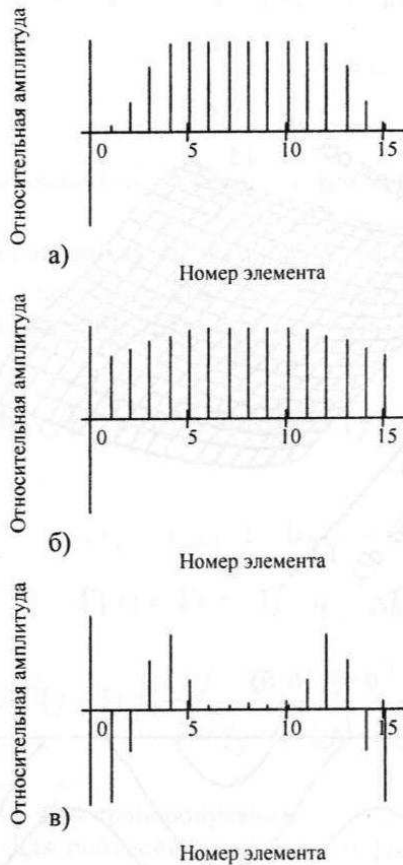 Относительная амплитуда
0 5 10 15
а)
Номер элемента
Относительная амплитуда
0 5 10 15
б)
Номер элемента
Относительная амплитуда
0 5 10 15
в)
Номер элемента